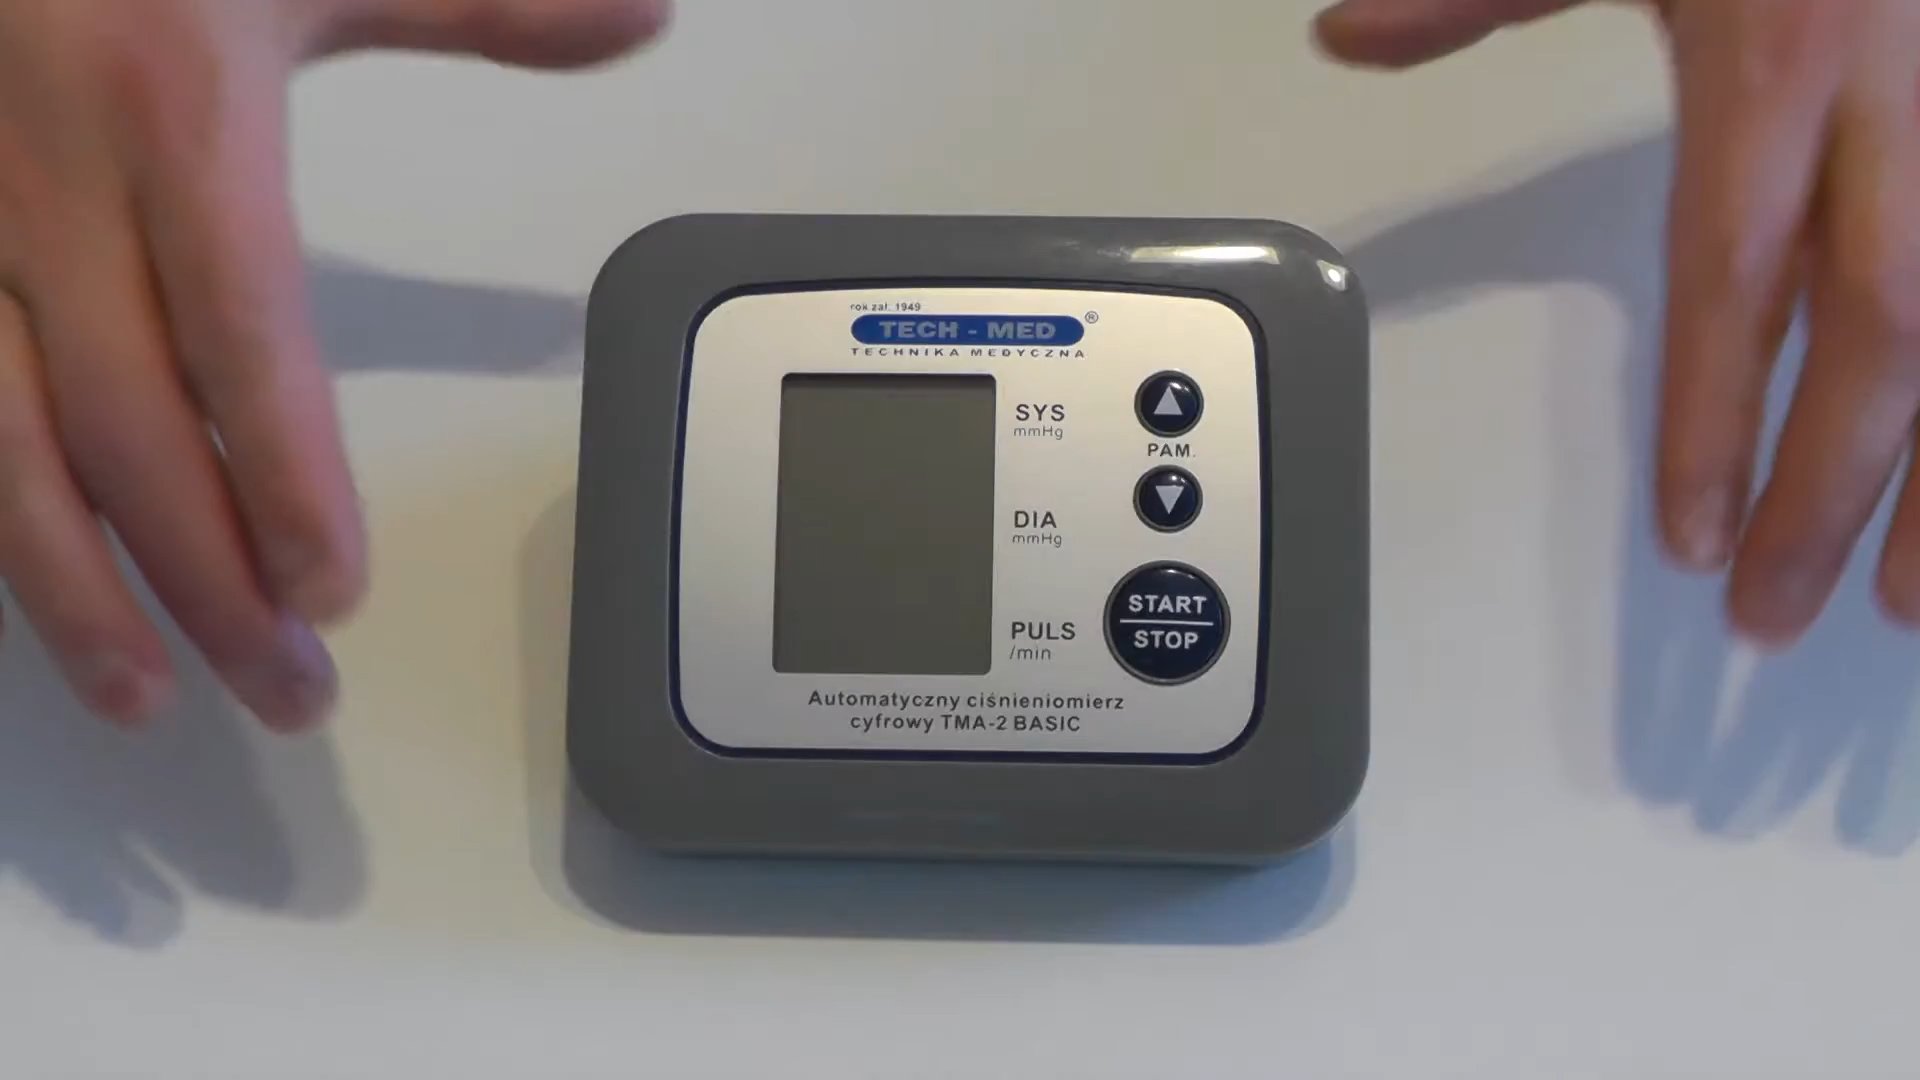 rok zał. 1949
TECH - MED ®
TECHNIKA MEDYCZNA
SYS
mmHg
PAM.
DIA
mmHg
START
STOP
PULS
/min
Automatyczny ciśnieniomierz
cyfrowy TMA-2 BASIC